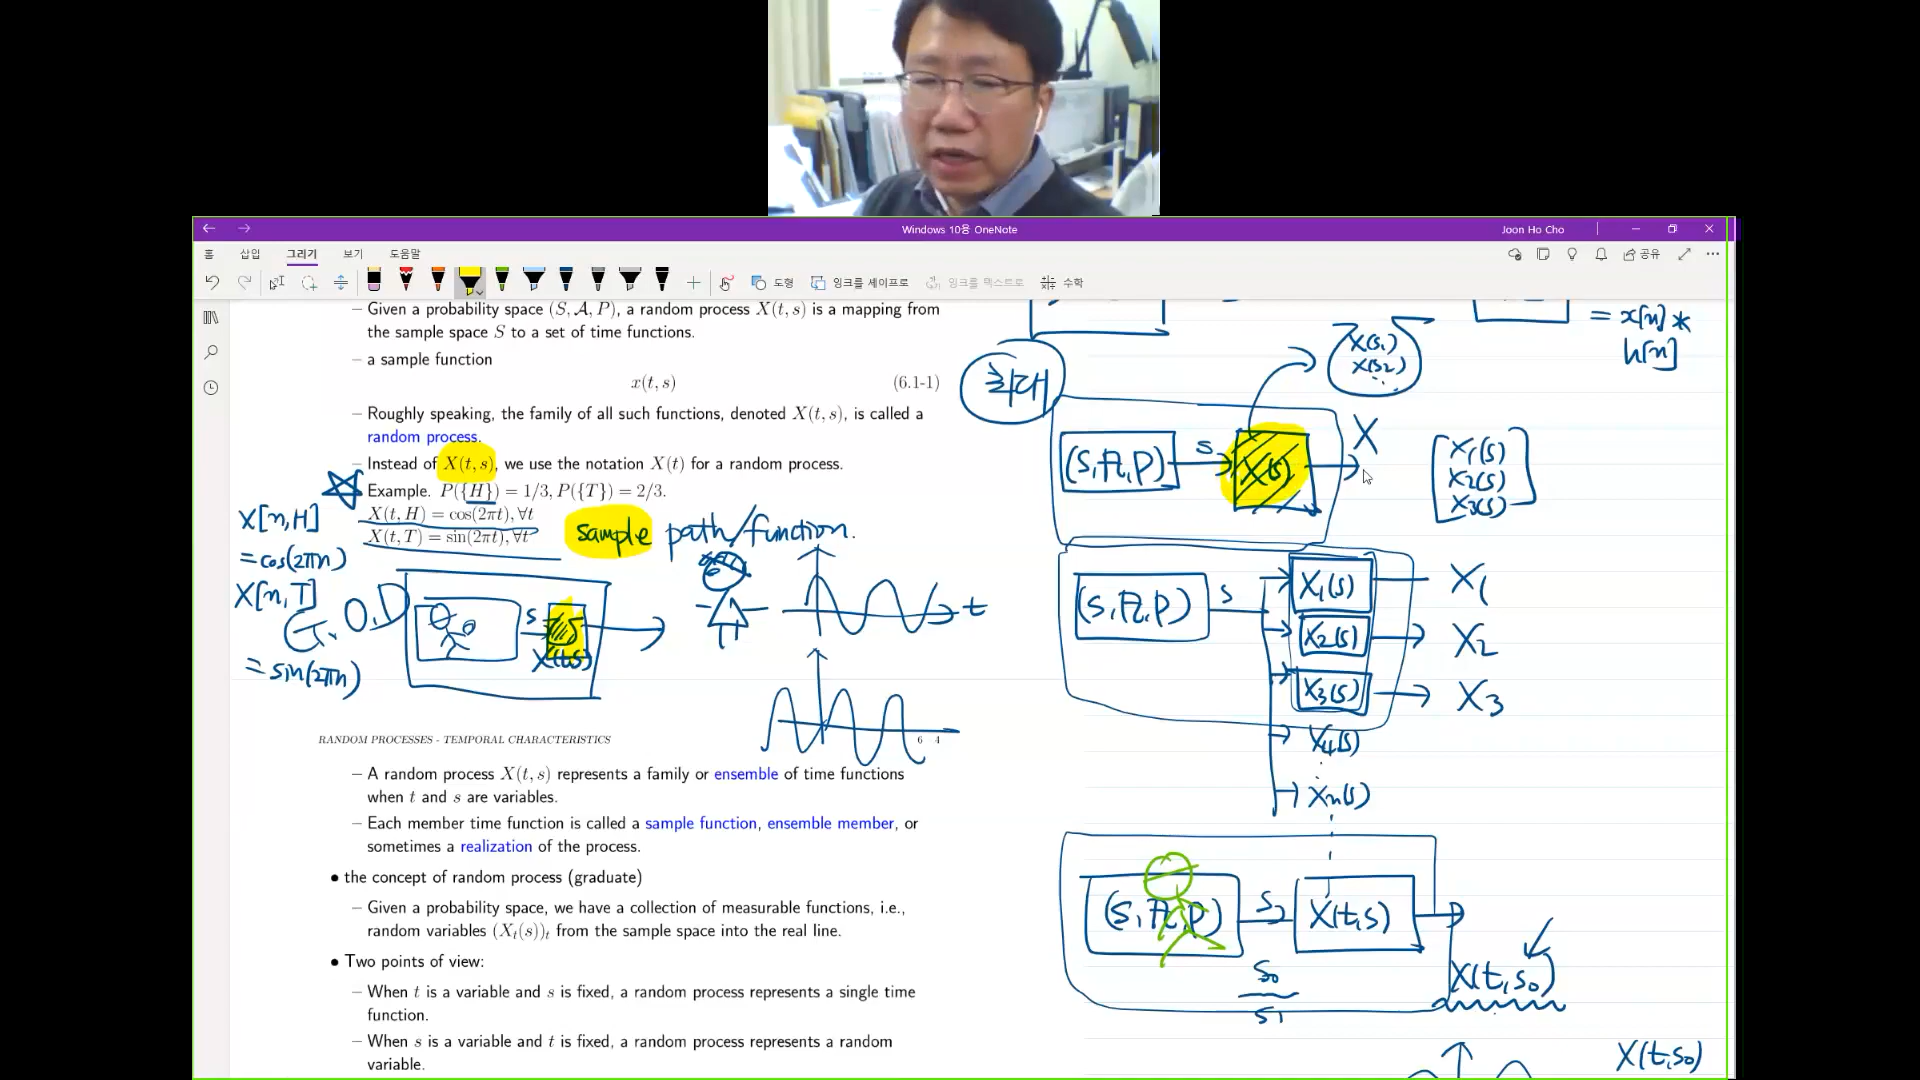 Windows 10용 OneNote
Joon Ho Cho
홈 삽입 그리기 보기 도움말
공유
도형 잉크를 셰이프로 잉크를 텍스트로 수학
– Given a probability space (S, A, P), a random process X(t, s) is a mapping from
the sample space S to a set of time functions.
– a sample function
x(t, s) (6.1-1)
– Roughly speaking, the family of all such functions, denoted X(t, s), is called a
random process.
– Instead of X(t, s), we use the notation X(t) for a random process.
– Example. P({H}) = 1/3, P({T}) = 2/3.
X(t, H) = cos(2πt), ∀t
X(t, T) = sin(2πt), ∀t
sample path/function.
X[n,H]
=cos(2πn)
X[n,T]
=sin(2πn)
G.O.D
s
X(t,s)
t
RANDOM PROCESSES - TEMPORAL CHARACTERISTICS 6 4
– A random process X(t, s) represents a family or ensemble of time functions
when t and s are variables.
– Each member time function is called a sample function, ensemble member, or
sometimes a realization of the process.
• the concept of random process (graduate)
– Given a probability space, we have a collection of measurable functions, i.e.,
random variables (Xt(s))t from the sample space into the real line.
• Two points of view:
– When t is a variable and s is fixed, a random process represents a single time
function.
– When s is a variable and t is fixed, a random process represents a random
variable.
= x[n] *
h[n]
X(s1)
X(s2)
(S,A,P) s X(s) X
X1(s)
X2(s)
X3(s)
(S,A,P) s X1(s) X1
X2(s) X2
X3(s) X3
X4(s)
Xn(s)
(S,A,P) X(t,s)
s0
s1
X(t,s0)
X(t,s0)